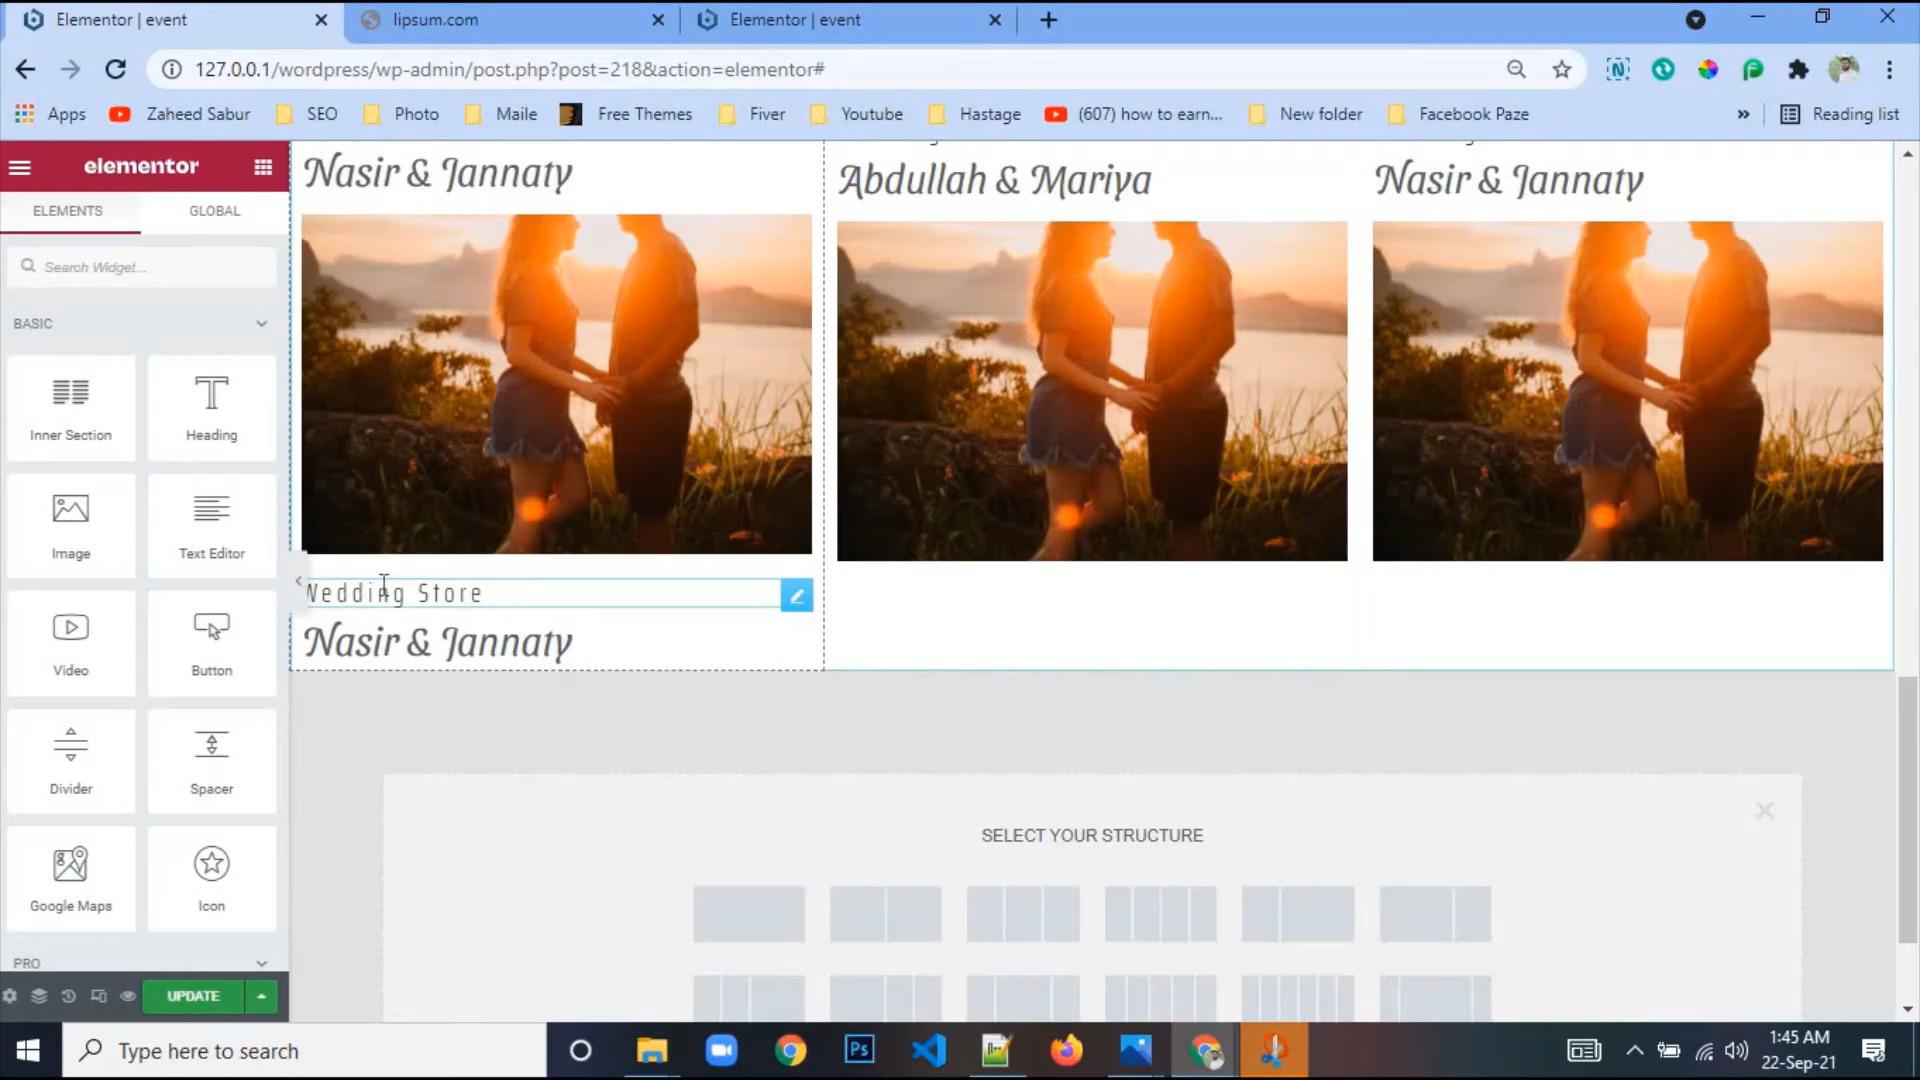 Elementor | event
lipsum.com
Elementor | event
127.0.0.1/wordpress/wp-admin/post.php?post=218&action=elementor#
Apps
Zaheed Sabur
SEO
Photo
Maile
Free Themes
Fiver
Youtube
Hastage
(607) how to earn...
New folder
Facebook Paze
»
Reading list
elementor
ELEMENTS
GLOBAL
Search Widget...
BASIC
Inner Section
Heading
Image
Text Editor
Video
Button
Divider
Spacer
Google Maps
Icon
PRO
UPDATE
Nasir & Jannaty
Abdullah & Mariya
Nasir & Jannaty
Wedding Store
Nasir & Jannaty
SELECT YOUR STRUCTURE
Type here to search
Ps
1:45 AM
22-Sep-21